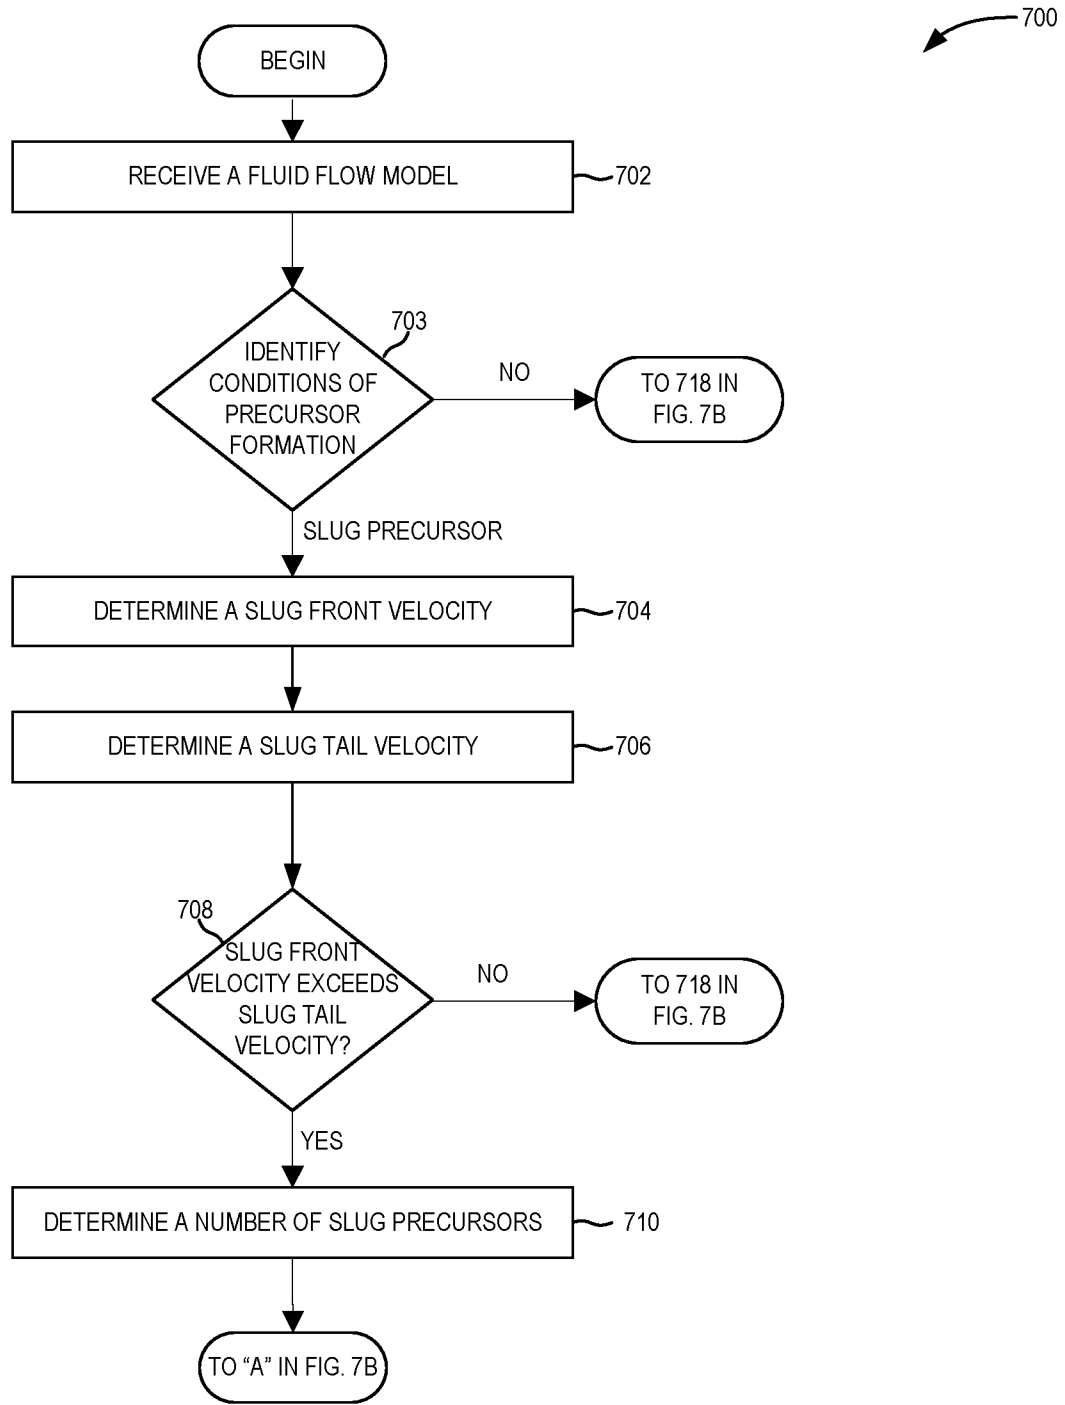 700
BEGIN
RECEIVE A FLUID FLOW MODEL
702
703
IDENTIFY
CONDITIONS OF
PRECURSOR
FORMATION
NO
TO 718 IN
FIG. 7B
SLUG PRECURSOR
DETERMINE A SLUG FRONT VELOCITY
704
DETERMINE A SLUG TAIL VELOCITY
706
708
SLUG FRONT
VELOCITY EXCEEDS
SLUG TAIL
VELOCITY?
NO
TO 718 IN
FIG. 7B
YES
DETERMINE A NUMBER OF SLUG PRECURSORS
710
TO “A” IN FIG. 7B